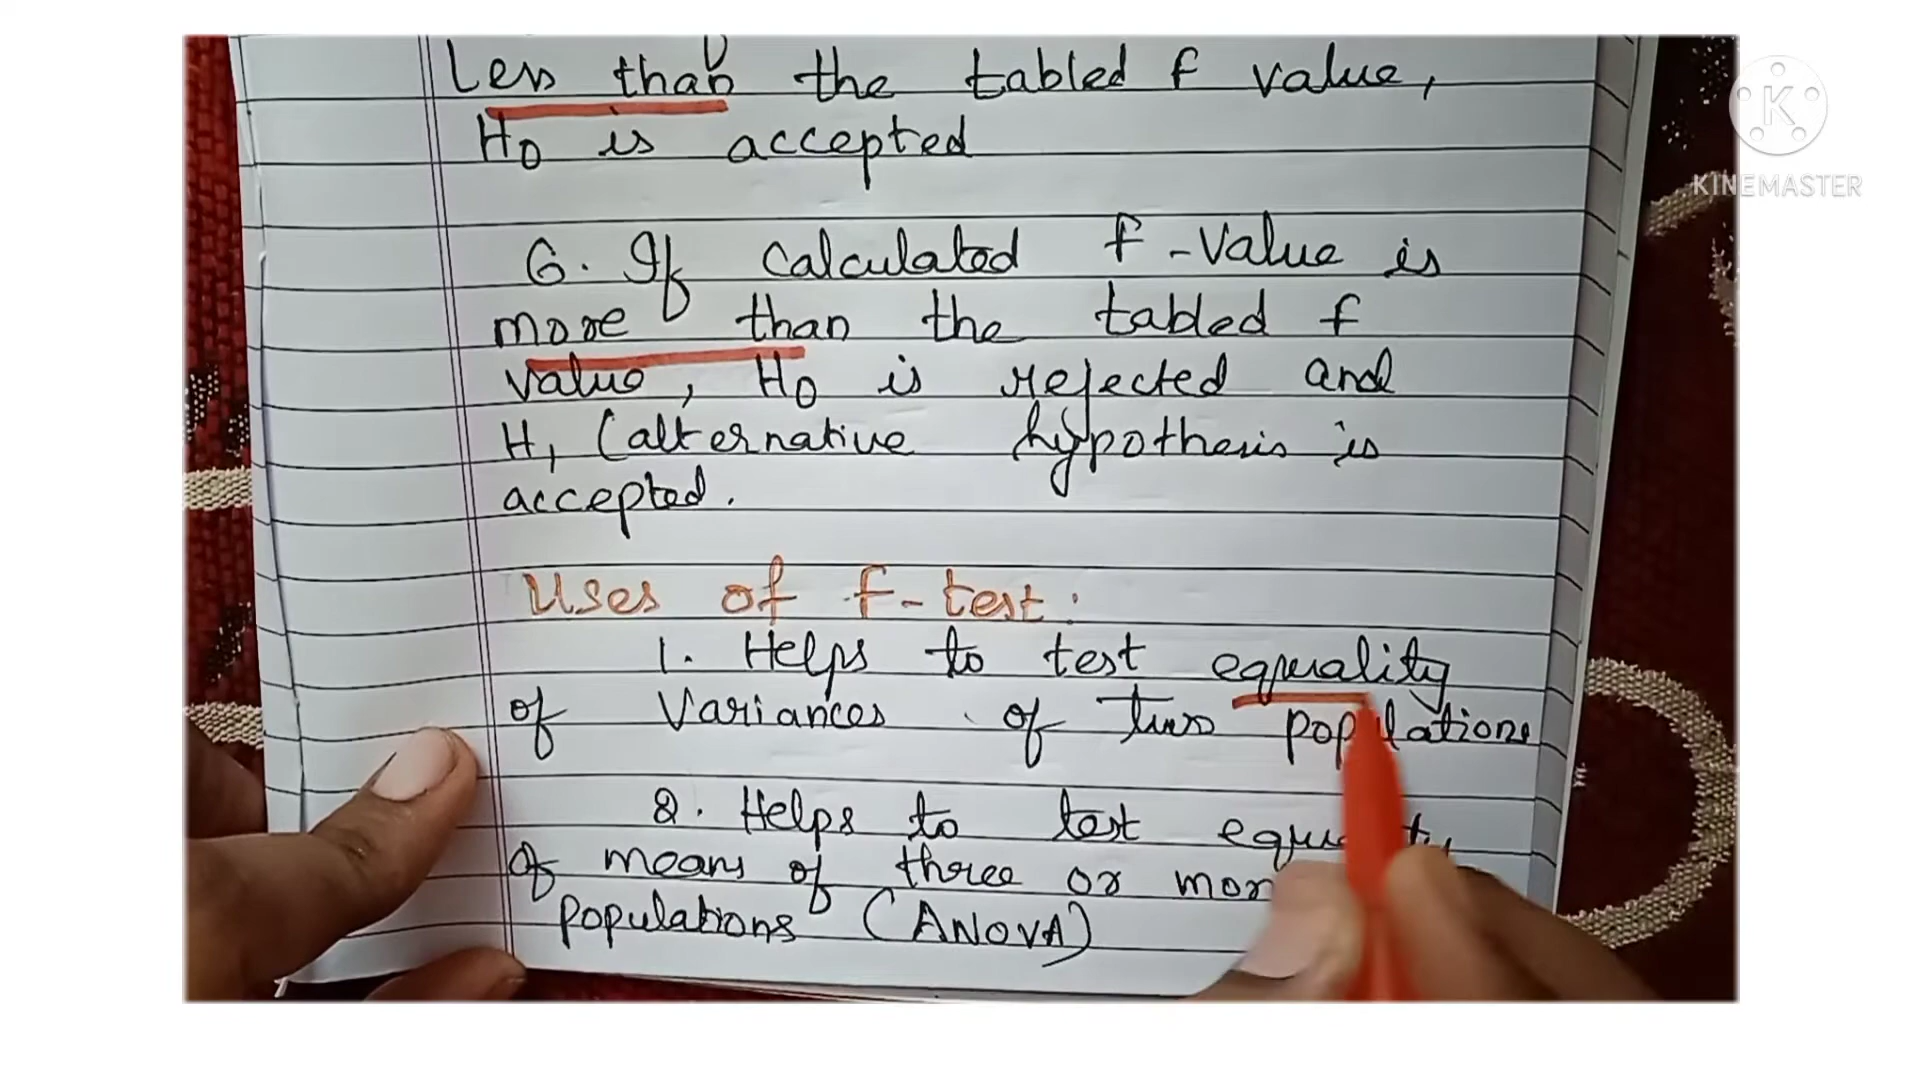 Less than the tabled f value,
H0 is accepted
6. If calculated f-value is
more than the tabled f
value, H0 is rejected and
H1 (alternative hypothesis is
accepted.
Uses of f-test:
1. Helps to test equality
of variances of two populations
2. Helps to test
of means of three or
populations (ANOVA)
KINEMASTER